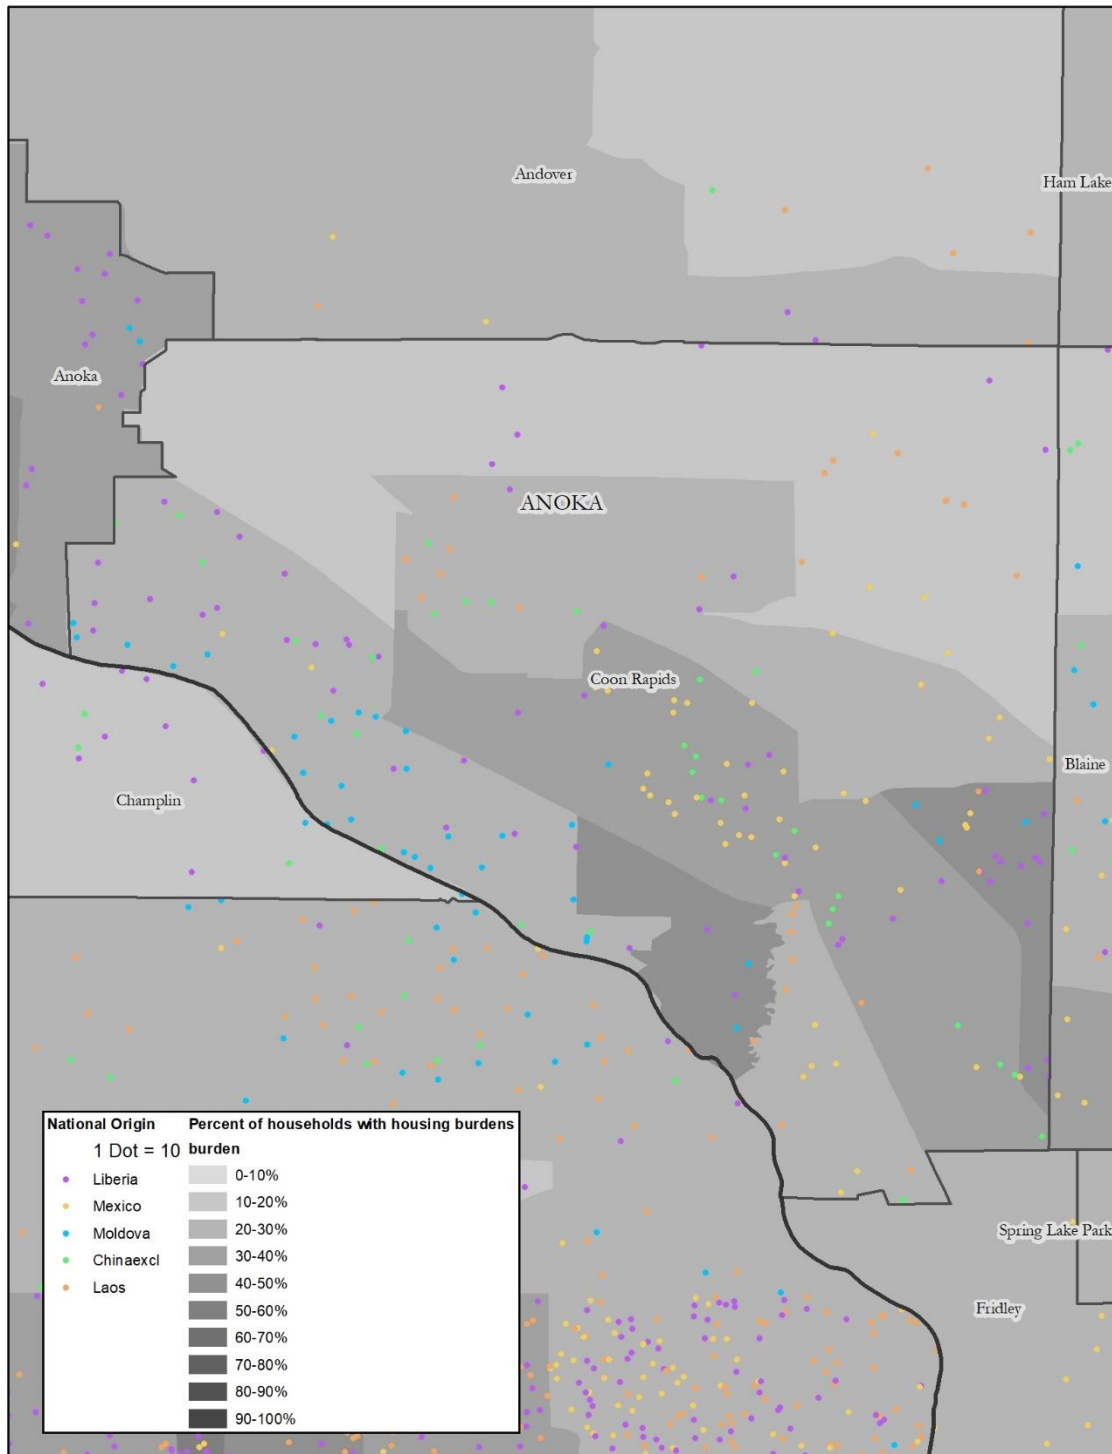 Andover
Ham Lake
Anoka
ANOKA
Coon Rapids
Blaine
Champlin
National Origin
1 Dot = 10
Liberia
Mexico
Moldova
Chinaexcl
Laos
Percent of households with housing burdens
burden
0-10%
10-20%
20-30%
30-40%
40-50%
50-60%
60-70%
70-80%
80-90%
90-100%
Spring Lake Park
Fridley